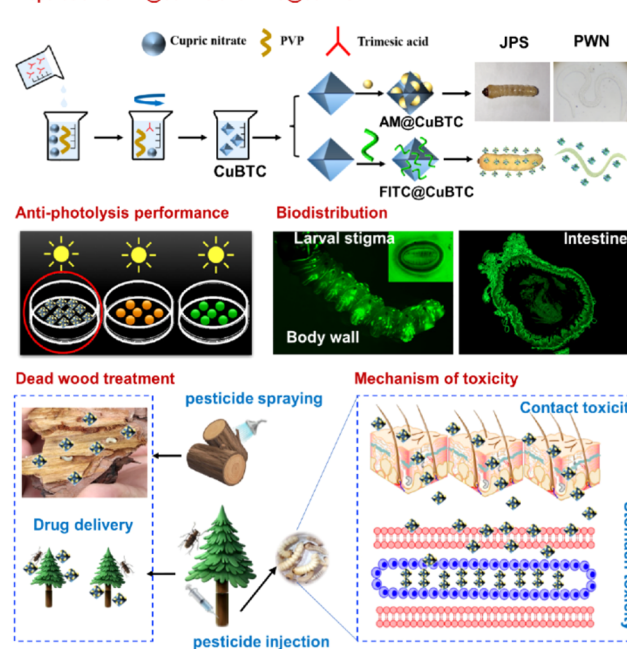 Cupric nitrate PVP Trimesic acid JPS PWN
CuBTC
AM@CuBTC
FITC@CuBTC
Anti-photolysis performance
Biodistribution
Larval stigma
Body wall
Intestine
Dead wood treatment
pesticide spraying
Mechanism of toxicity
Contact toxicit
Drug delivery
pesticide injection